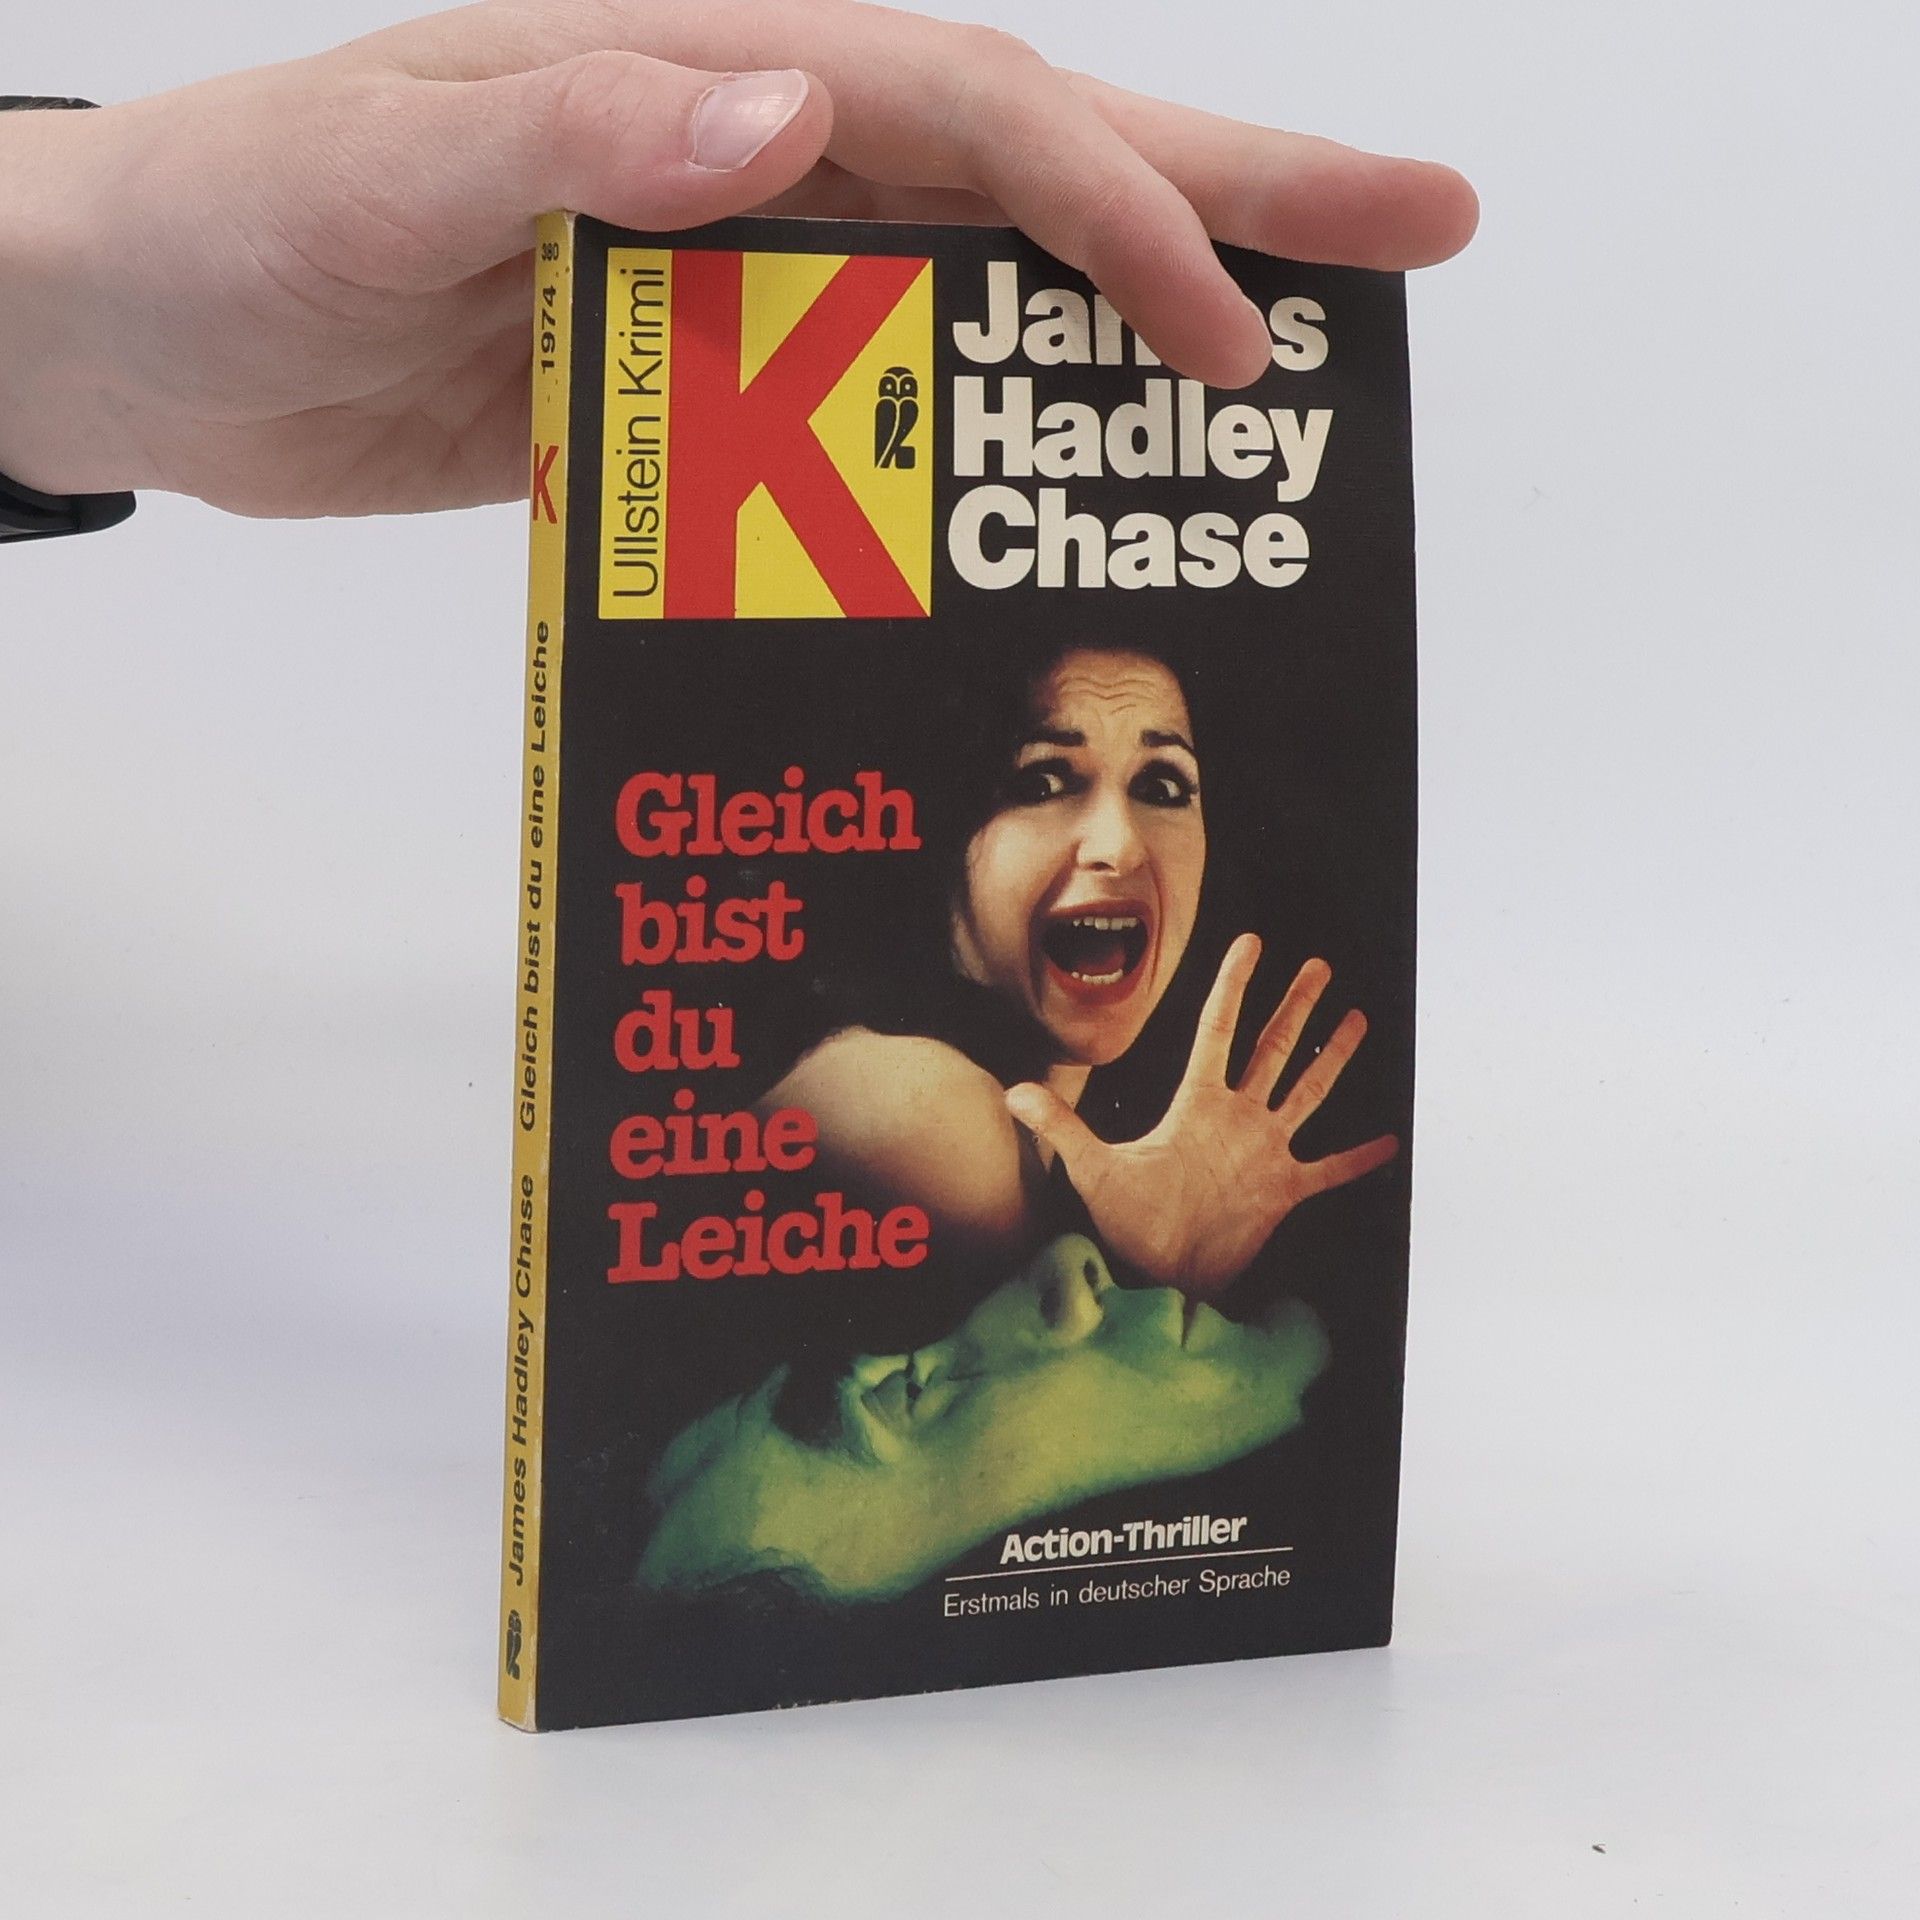 380
1974
K
Gleich bist du eine Leiche
James Hadley Chase
Ullstein Krimi
K
James
Hadley
Chase
Gleich
bist
du
eine
Leiche
Action-Thriller
Erstmals in deutscher Sprache